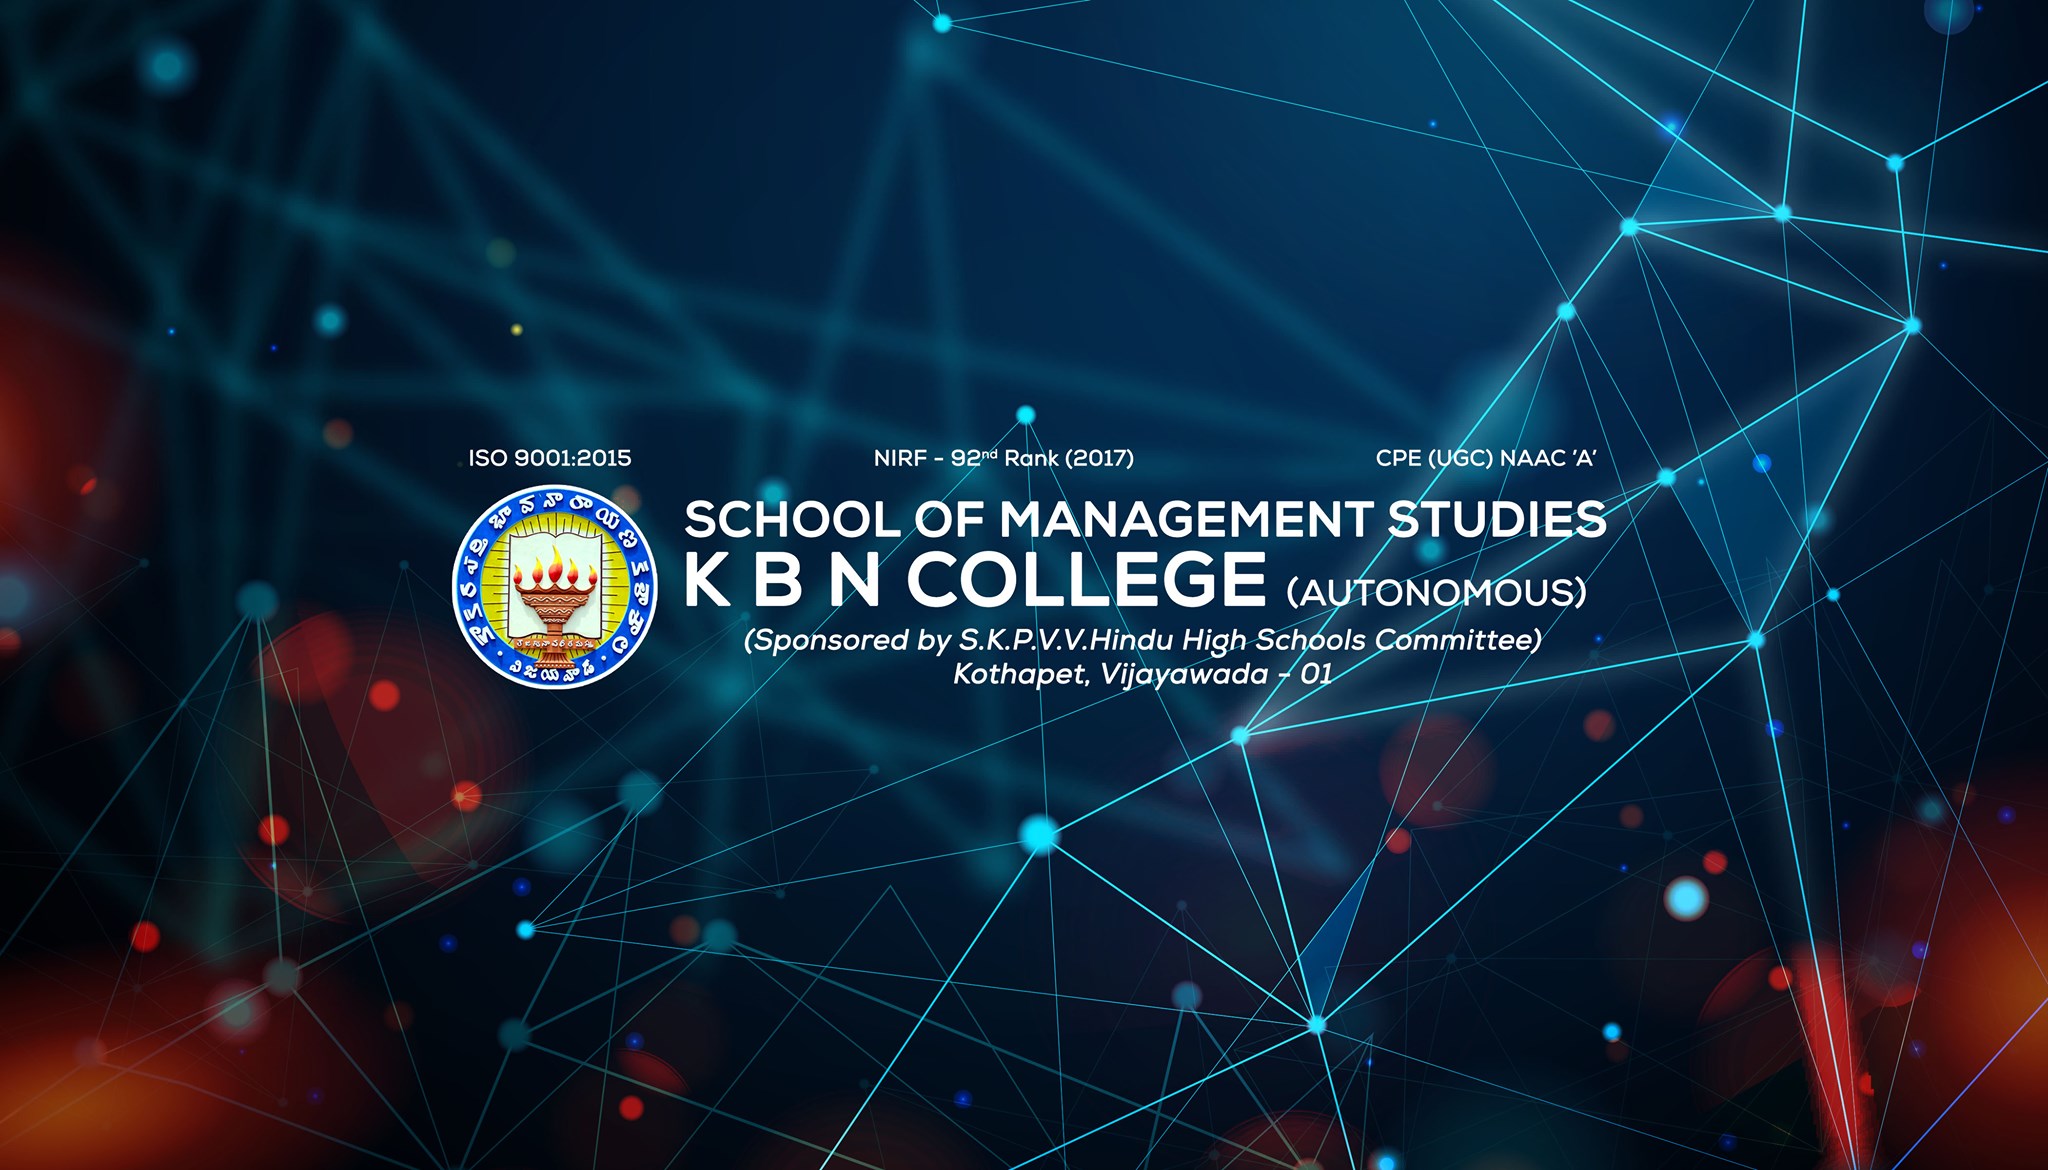 ISO 9001:2015 NIRF - 92nd Rank (2017) CPE (UGC) NAAC 'A'
SCHOOL OF MANAGEMENT STUDIES
K B N COLLEGE (AUTONOMOUS)
(Sponsored by S.K.P.V.V.Hindu High Schools Committee)
Kothapet, Vijayawada - 01
విజయవాడ